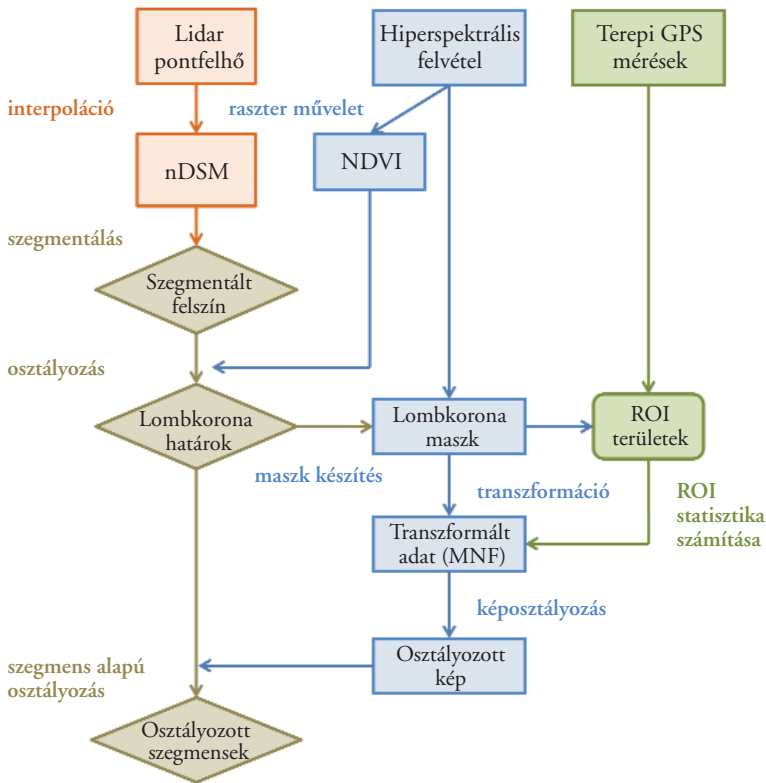 Lidar
pontfelhő
Hiperspektrális
felvétel
Terepi GPS
mérések
interpoláció
raszter művelet
nDSM
NDVI
szegmentálás
Szegmentált
felszín
osztályozás
Lombkorona
határok
Lombkorona
maszk
ROI
területek
maszk készítés
transzformáció
ROI
statisztika
számítása
Transzformált
adat (MNF)
képosztályozás
szegmens alapú
osztályozás
Osztályozott
kép
Osztályozott
szegmensek